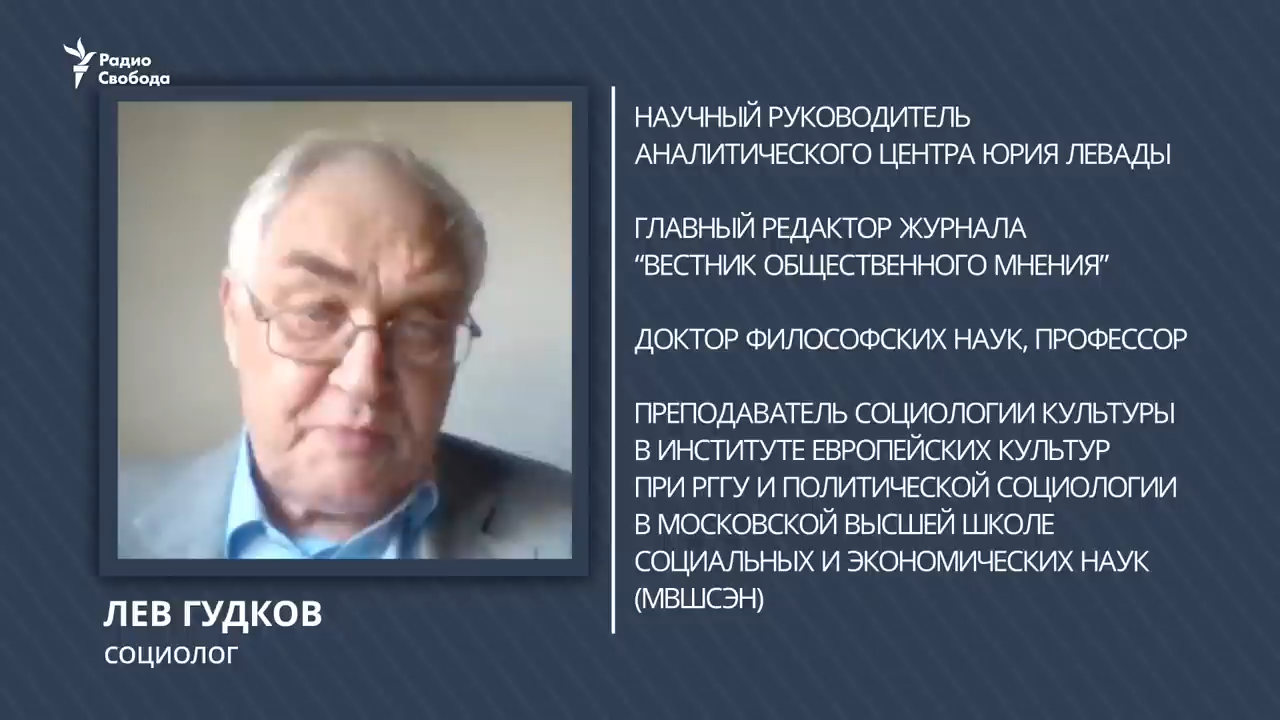 Радио
Свобода
НАУЧНЫЙ РУКОВОДИТЕЛЬ
АНАЛИТИЧЕСКОГО ЦЕНТРА ЮРИЯ ЛЕВАДЫ
ГЛАВНЫЙ РЕДАКТОР ЖУРНАЛА
“ВЕСТНИК ОБЩЕСТВЕННОГО МНЕНИЯ”
ДОКТОР ФИЛОСОФСКИХ НАУК, ПРОФЕССОР
ПРЕПОДАВАТЕЛЬ СОЦИОЛОГИИ КУЛЬТУРЫ
В ИНСТИТУТЕ ЕВРОПЕЙСКИХ КУЛЬТУР
ПРИ РГГУ И ПОЛИТИЧЕСКОЙ СОЦИОЛОГИИ
В МОСКОВСКОЙ ВЫСШЕЙ ШКОЛЕ
СОЦИАЛЬНЫХ И ЭКОНОМИЧЕСКИХ НАУК
(МВШСЭН)
ЛЕВ ГУДКОВ
СОЦИОЛОГ